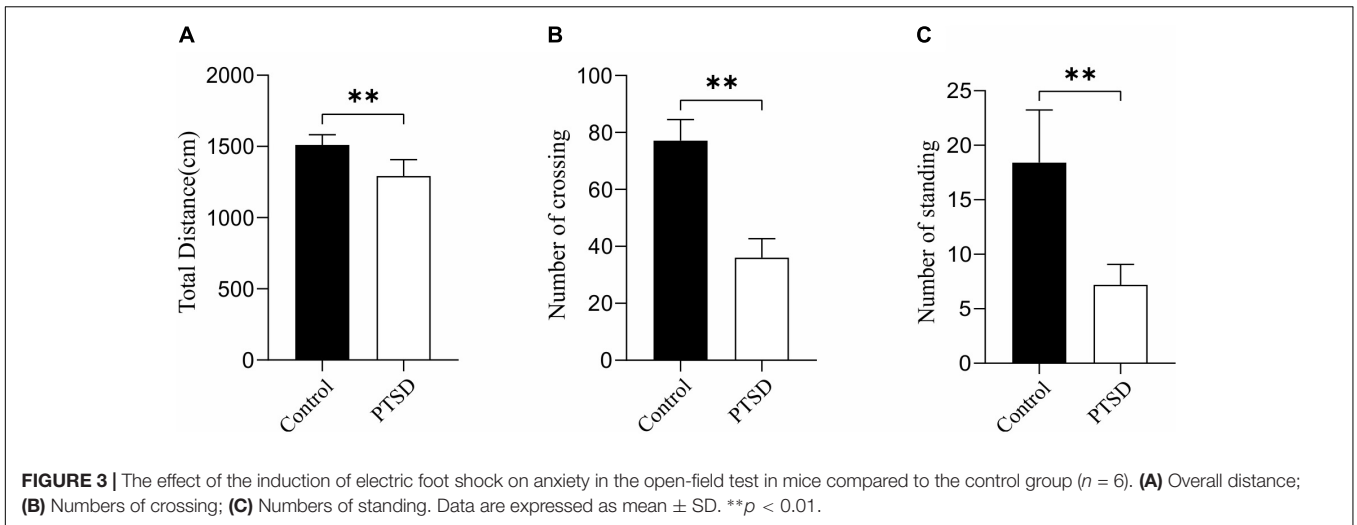 A
B
C
Total Distance(cm)
2000
1500
1000
500
0
**
Control
PTSD
Number of crossing
100
80
60
40
20
0
**
Control
PTSD
Number of standing
25
20
15
10
5
0
**
Control
PTSD
FIGURE 3 | The effect of the induction of electric foot shock on anxiety in the open-field test in mice compared to the control group (n = 6). (A) Overall distance;
(B) Numbers of crossing; (C) Numbers of standing. Data are expressed as mean ± SD. **p < 0.01.